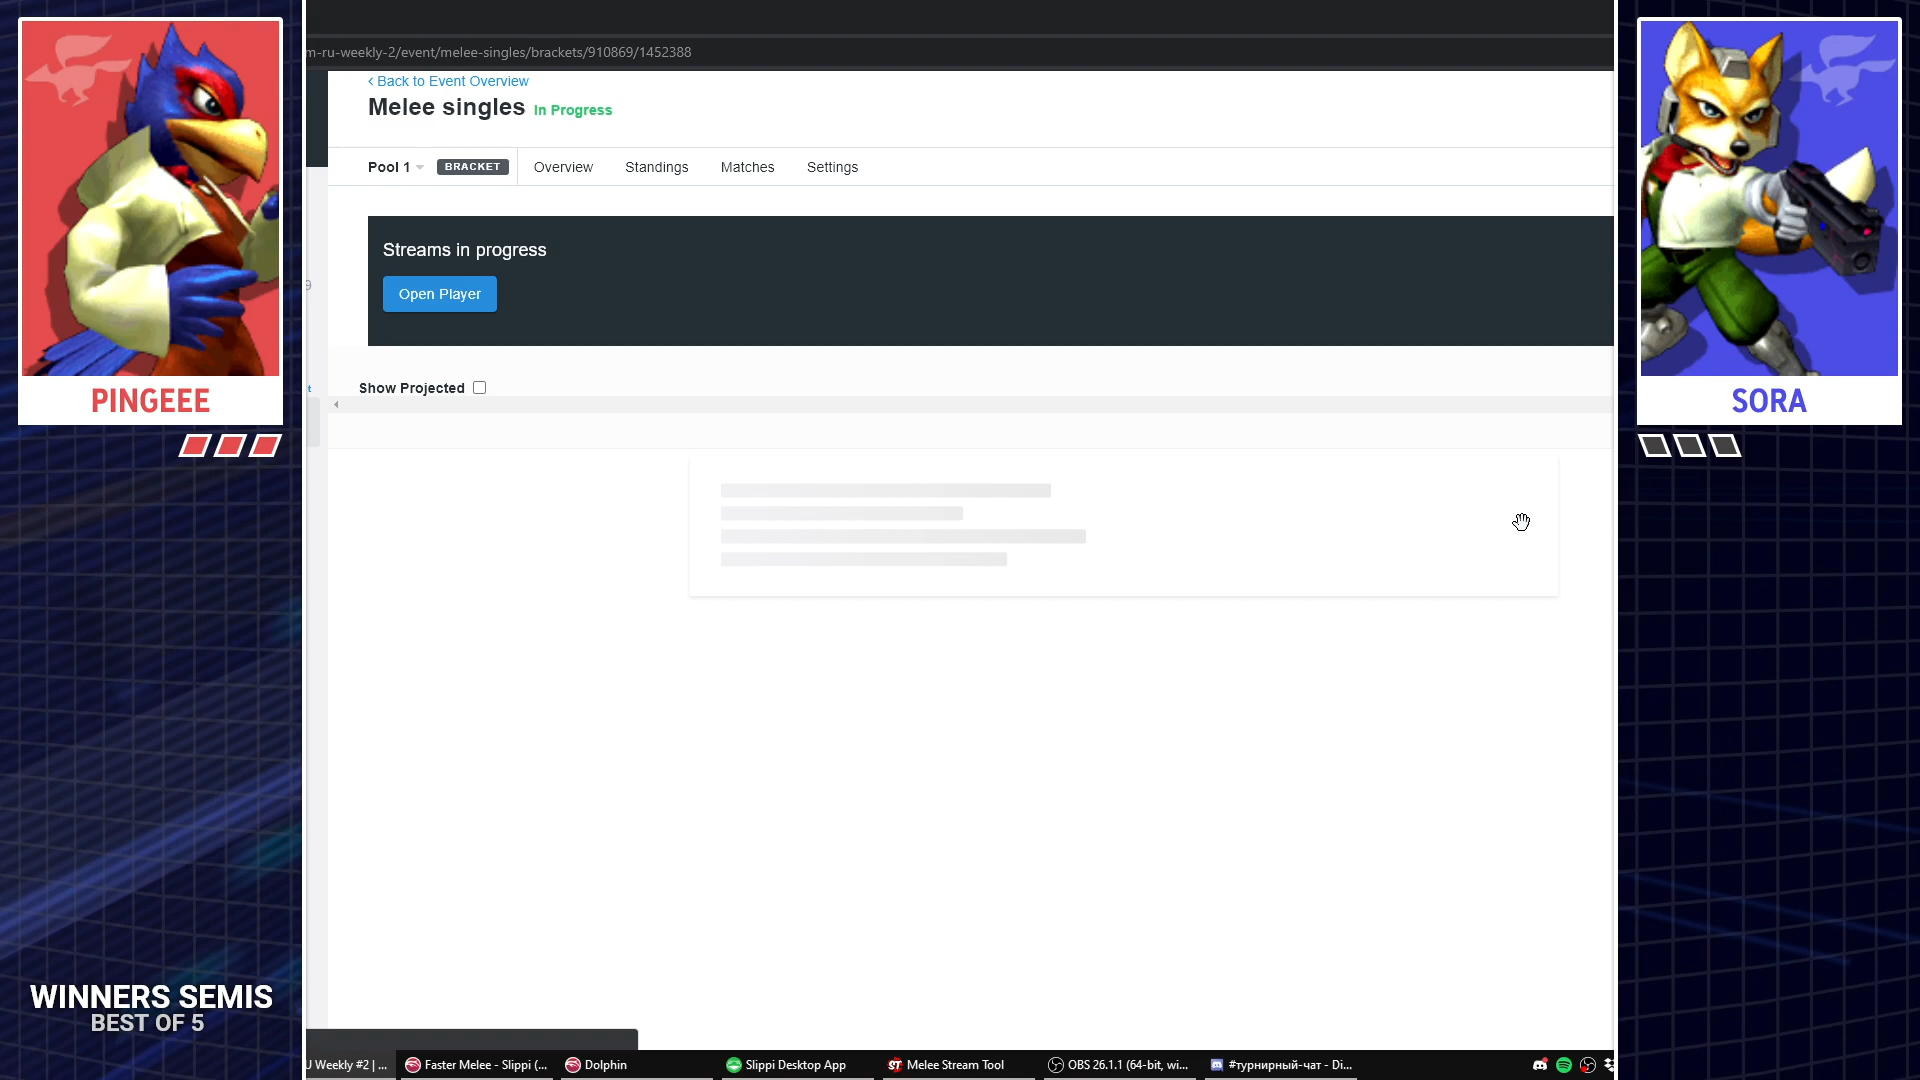 m-ru-weekly-2/event/melee-singles/brackets/910869/1452388
‹ Back to Event Overview
Melee singles In Progress
Pool 1 BRACKET Overview Standings Matches Settings
Streams in progress
Open Player
9
t
Show Projected
PINGEEE
SORA
WINNERS SEMIS
BEST OF 5
U Weekly #2 | ...
Faster Melee - Slippi (...
Dolphin
Slippi Desktop App
ST Melee Stream Tool
OBS 26.1.1 (64-bit, wi...
#турнирный-чат - Di...